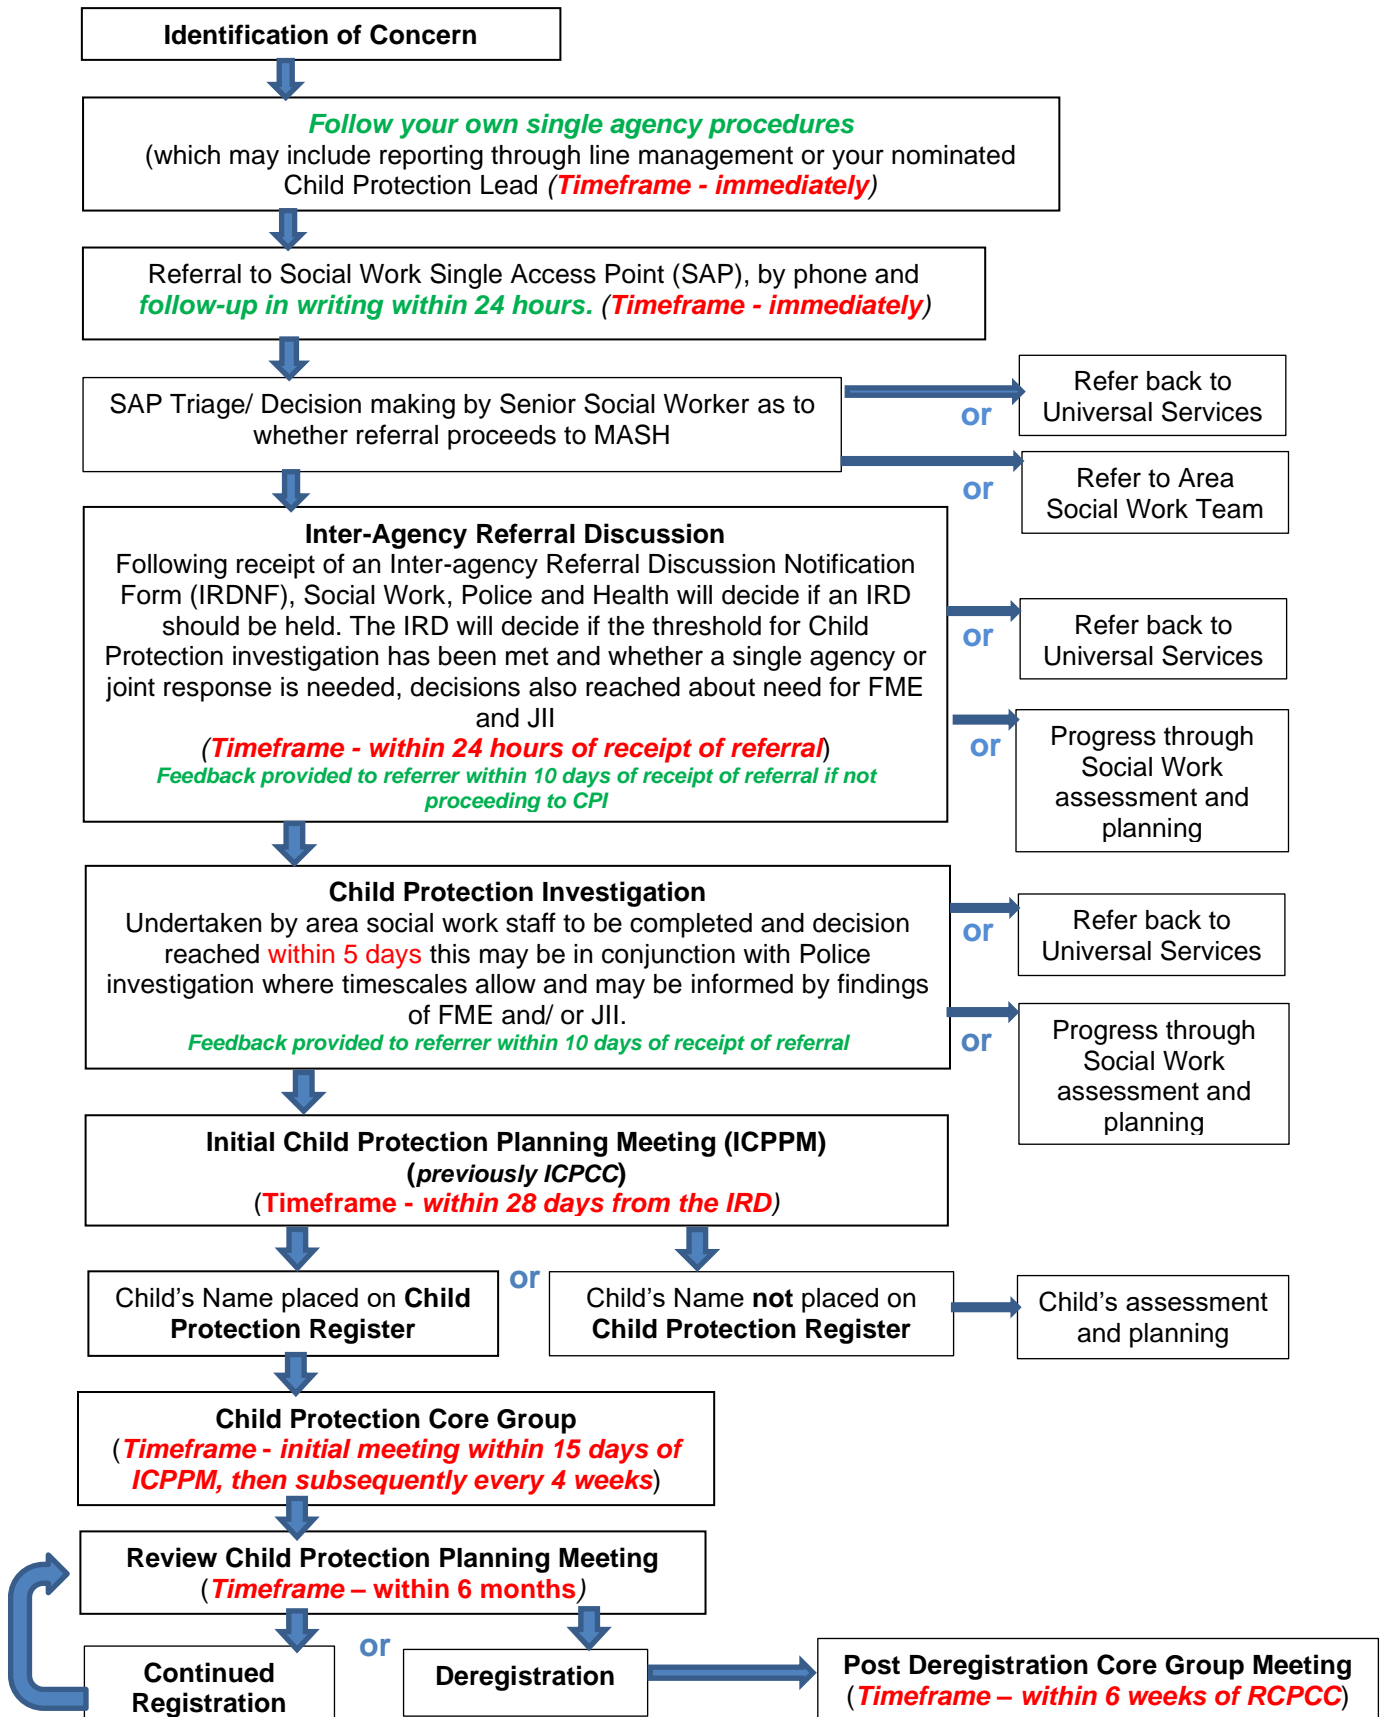 Identification of Concern
Follow your own single agency procedures
(which may include reporting through line management or your nominated
Child Protection Lead (Timeframe - immediately)
Referral to Social Work Single Access Point (SAP), by phone and
follow-up in writing within 24 hours. (Timeframe - immediately)
SAP Triage/ Decision making by Senior Social Worker as to
whether referral proceeds to MASH
or
Refer back to
Universal Services
or
Refer to Area
Social Work Team
Inter-Agency Referral Discussion
Following receipt of an Inter-agency Referral Discussion Notification
Form (IRDNF), Social Work, Police and Health will decide if an IRD
should be held. The IRD will decide if the threshold for Child
Protection investigation has been met and whether a single agency or
joint response is needed, decisions also reached about need for FME
and JII
(Timeframe - within 24 hours of receipt of referral)
Feedback provided to referrer within 10 days of receipt of referral if not
proceeding to CPI
or
Refer back to
Universal Services
or
Progress through
Social Work
assessment and
planning
Child Protection Investigation
Undertaken by area social work staff to be completed and decision
reached within 5 days this may be in conjunction with Police
investigation where timescales allow and may be informed by findings
of FME and/ or JII.
Feedback provided to referrer within 10 days of receipt of referral
or
Refer back to
Universal Services
or
Progress through
Social Work
assessment and
planning
Initial Child Protection Planning Meeting (ICPPM)
(previously ICPCC)
(Timeframe - within 28 days from the IRD)
Child's Name placed on Child
Protection Register
or
Child's Name not placed on
Child Protection Register
Child's assessment
and planning
Child Protection Core Group
(Timeframe - initial meeting within 15 days of
ICPPM, then subsequently every 4 weeks)
Review Child Protection Planning Meeting
(Timeframe – within 6 months)
Continued
Registration
or
Deregistration
Post Deregistration Core Group Meeting
(Timeframe – within 6 weeks of RCPCC)